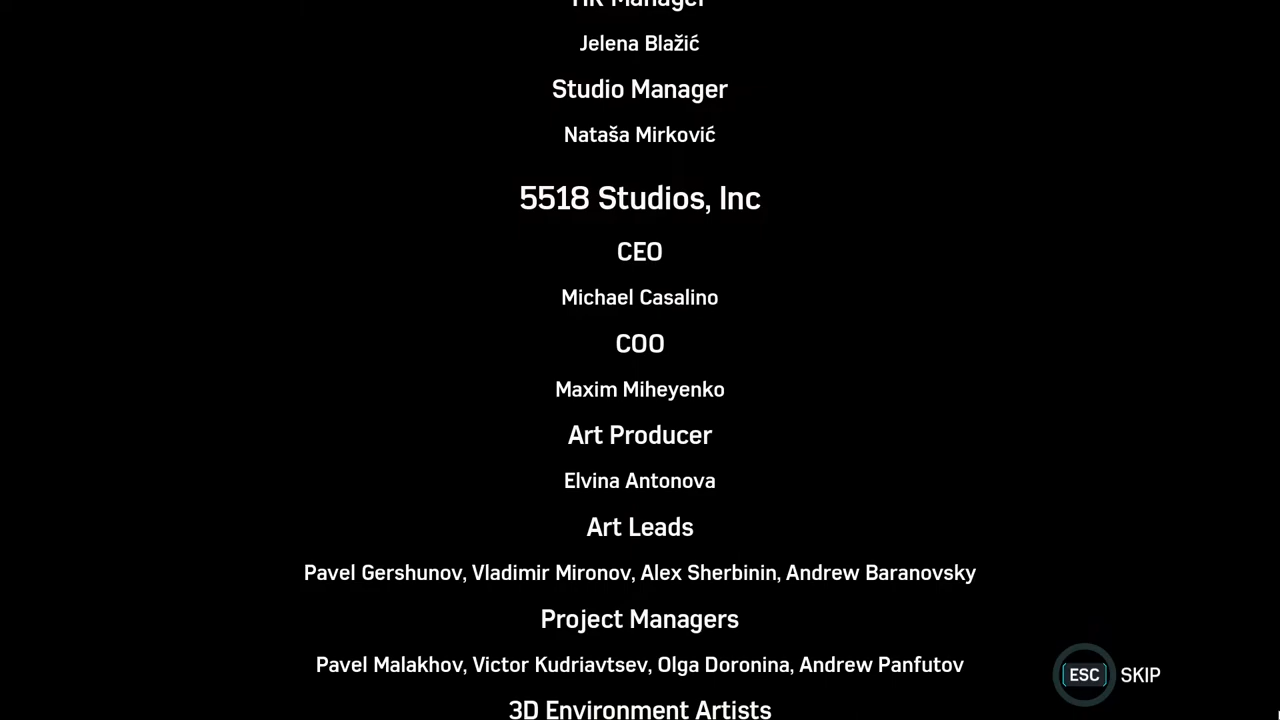 HR Manager
Jelena Blažić
Studio Manager
Nataša Mirković
5518 Studios, Inc
CEO
Michael Casalino
COO
Maxim Miheyenko
Art Producer
Elvina Antonova
Art Leads
Pavel Gershunov, Vladimir Mironov, Alex Sherbinin, Andrew Baranovsky
Project Managers
Pavel Malakhov, Victor Kudriavtsev, Olga Doronina, Andrew Panfutov
ESC SKIP
3D Environment Artists